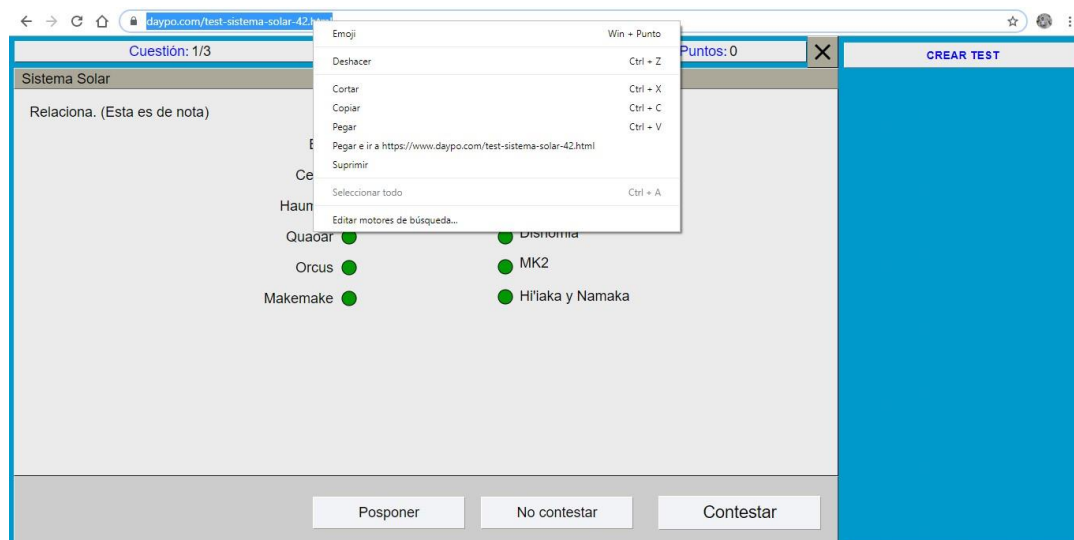 daypo.com/test-sistema-solar-42.html
Cuestión: 1/3
Puntos: 0
CREAR TEST
Sistema Solar
Relaciona. (Esta es de nota)
Emoji Win + Punto
Deshacer Ctrl + Z
Cortar Ctrl + X
Copiar Ctrl + C
Pegar Ctrl + V
Pegar e ir a https://www.daypo.com/test-sistema-solar-42.html
Suprimir
Seleccionar todo Ctrl + A
Editar motores de búsqueda...
Quaoar Disnomia
Orcus MK2
Makemake Hi'iaka y Namaka
Posponer No contestar Contestar